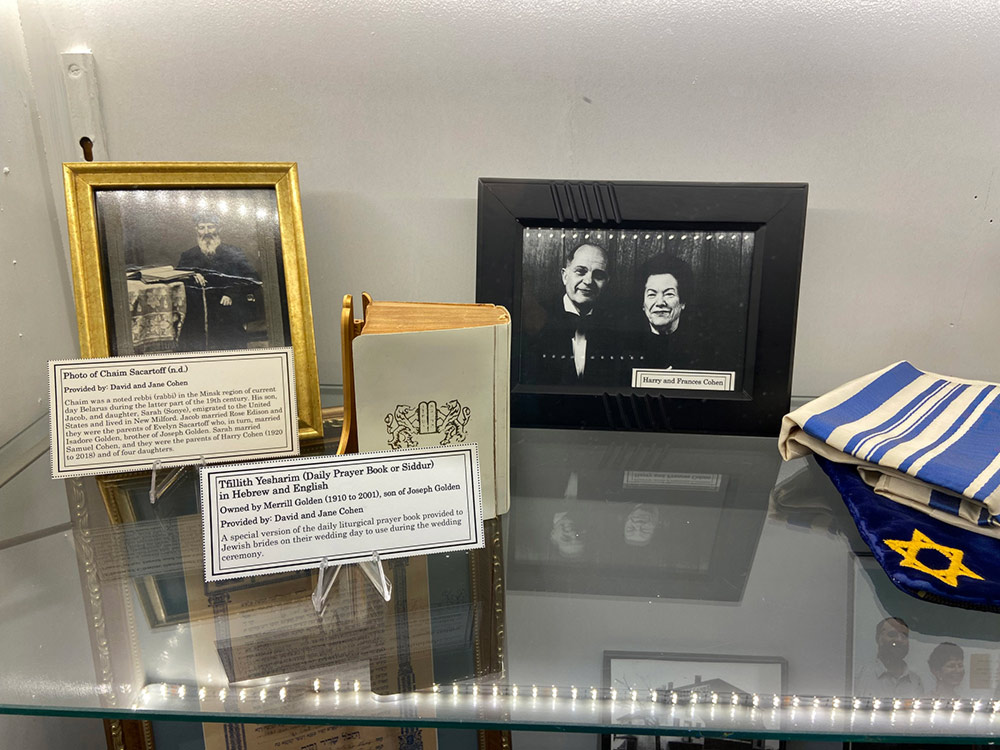 Photo of Chaim Sacartoff (n.d.)
Provided by: David and Jane Cohen
Chaim was a noted rebbi (rabbi) in the Minsk region of current
day Belarus during the latter part of the 19th century. His son,
Jacob, and daughter, Sarah (Sonye), emigrated to the United
States and lived in New Milford. Jacob married Rose Edison and
they were the parents of Evelyn Sacartoff who, in turn, married
Isadore Golden, brother of Joseph Golden. Sarah married
Samuel Cohen, and they were the parents of Harry Cohen (1920
to 2018) and of four daughters.
Tfillith Yesharim (Daily Prayer Book or Siddur)
in Hebrew and English
Owned by Merrill Golden (1910 to 2001), son of Joseph Golden
Provided by: David and Jane Cohen
A special version of the daily liturgical prayer book provided to
Jewish brides on their wedding day to use during the wedding
ceremony.
Harry and Frances Cohen